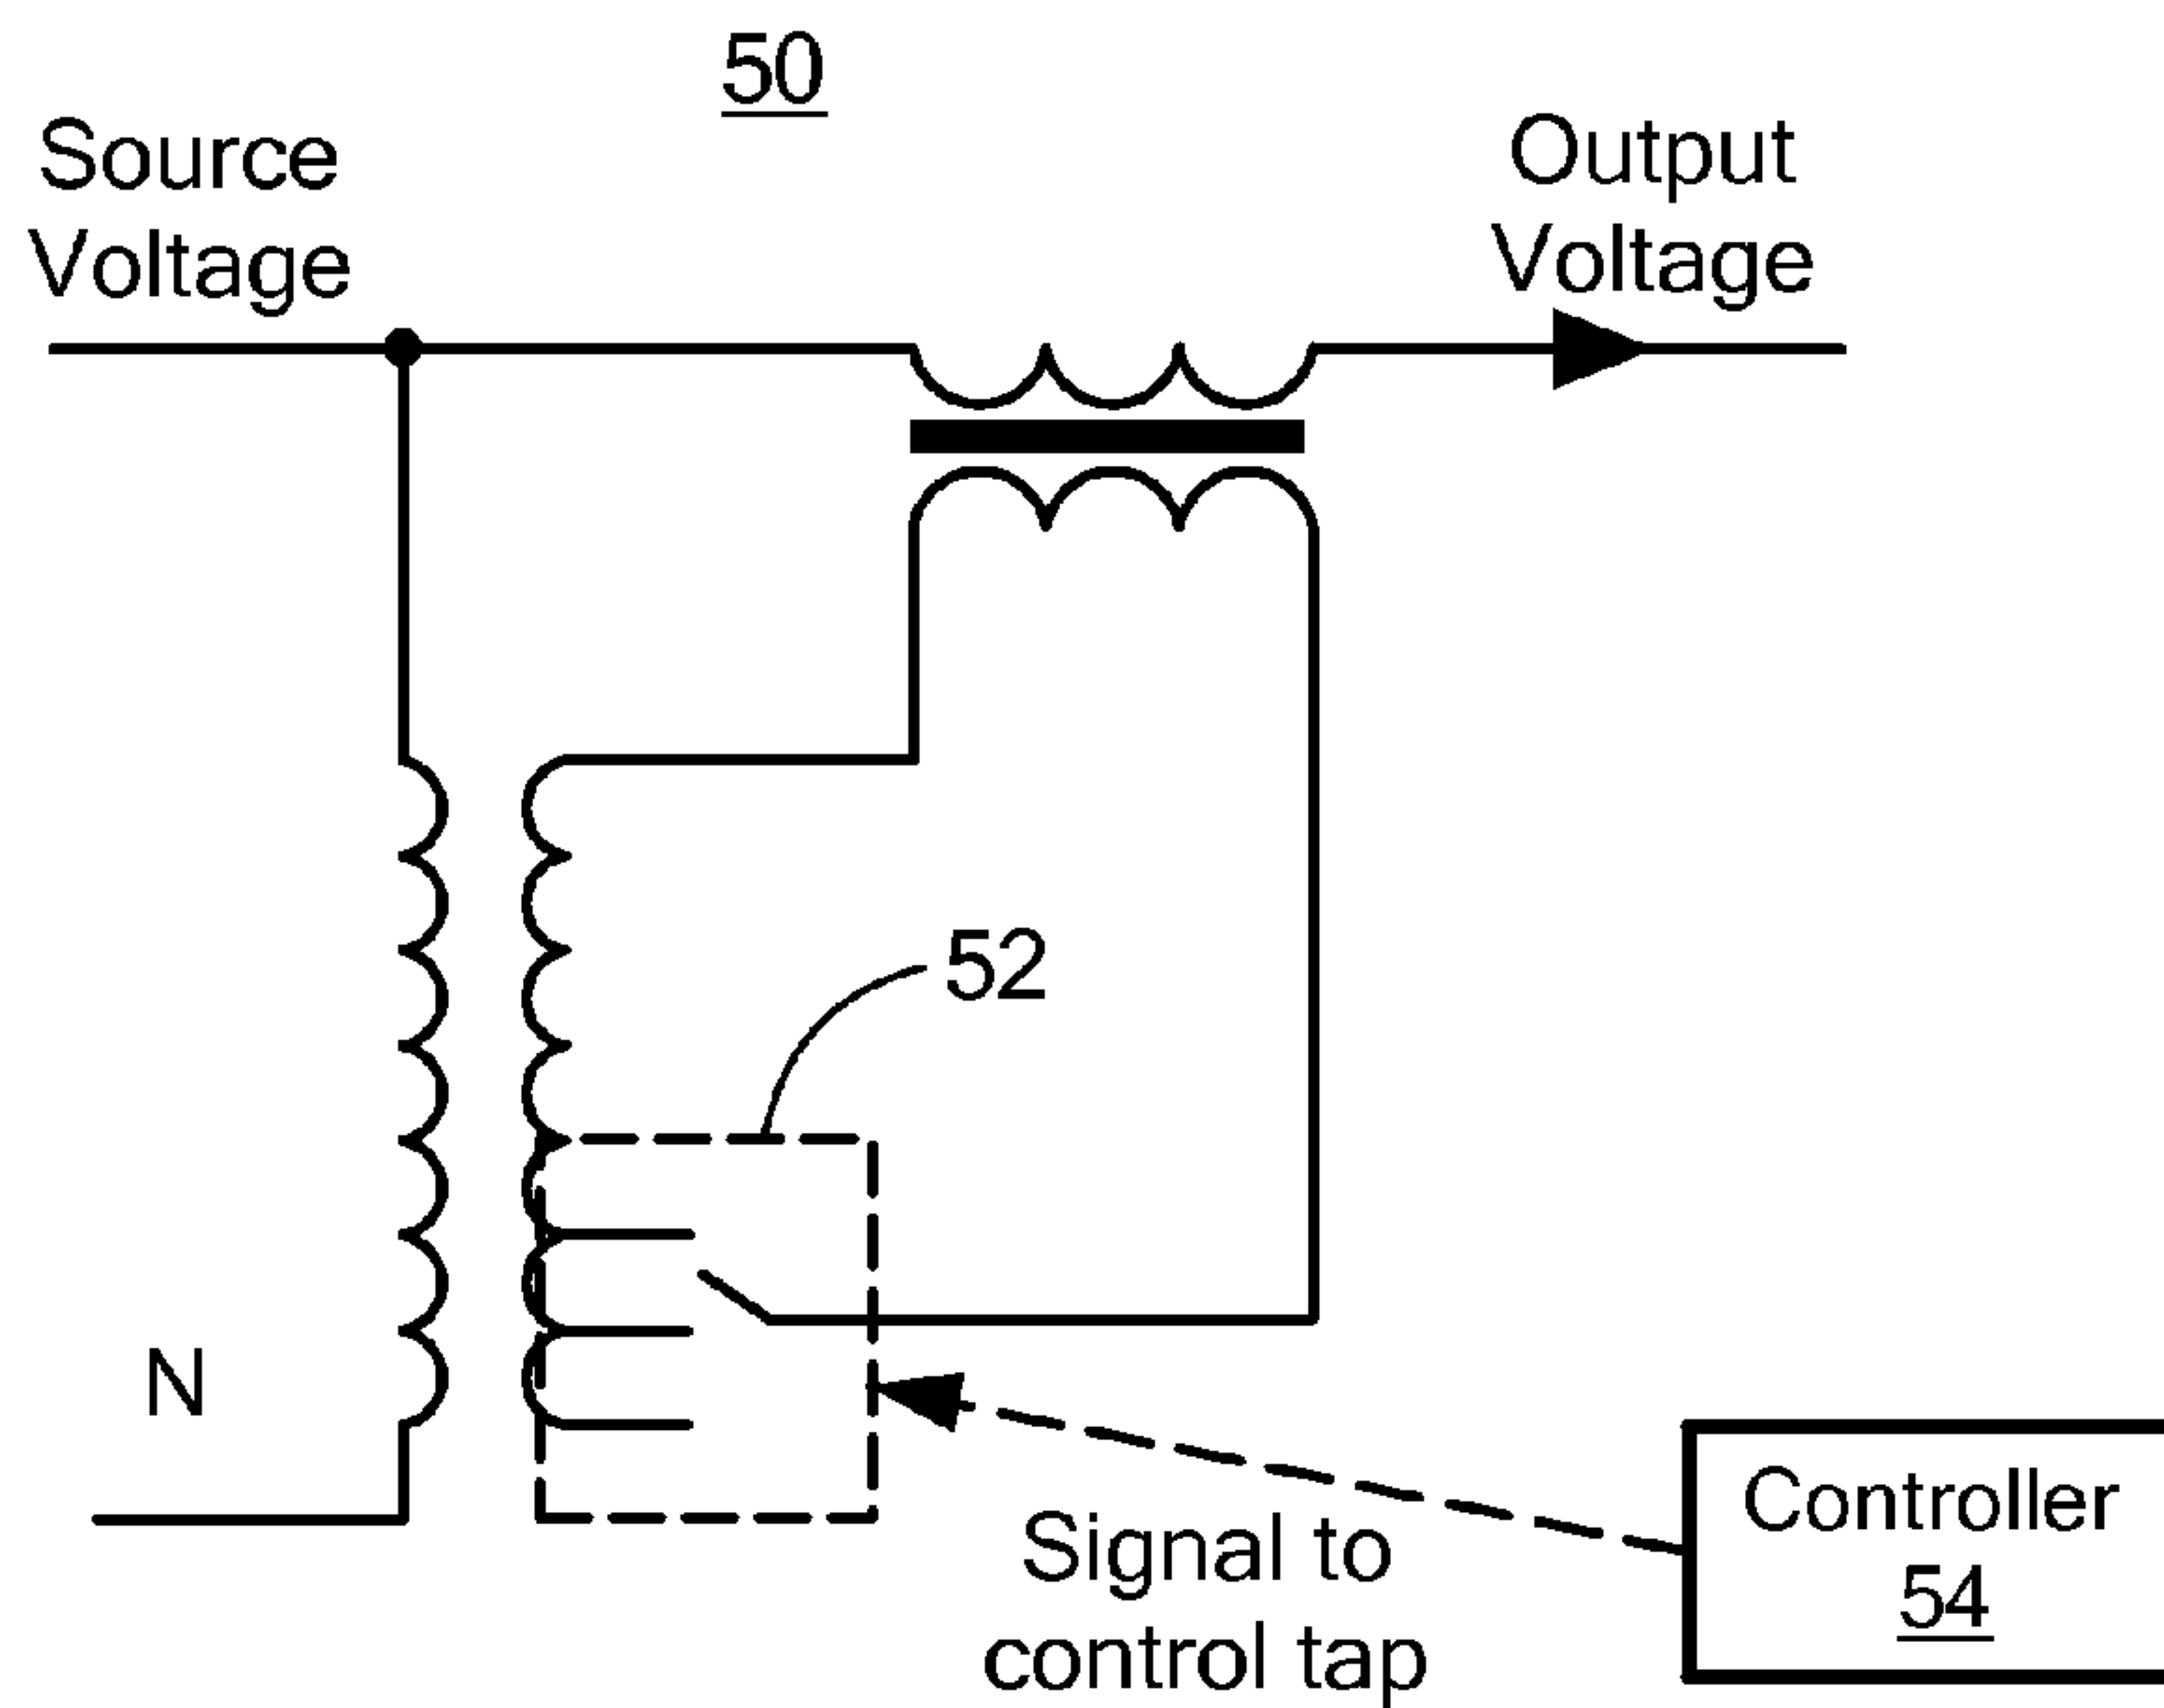 50
Source
Voltage
Output
Voltage
52
N
Controller
54
Signal to
control tap